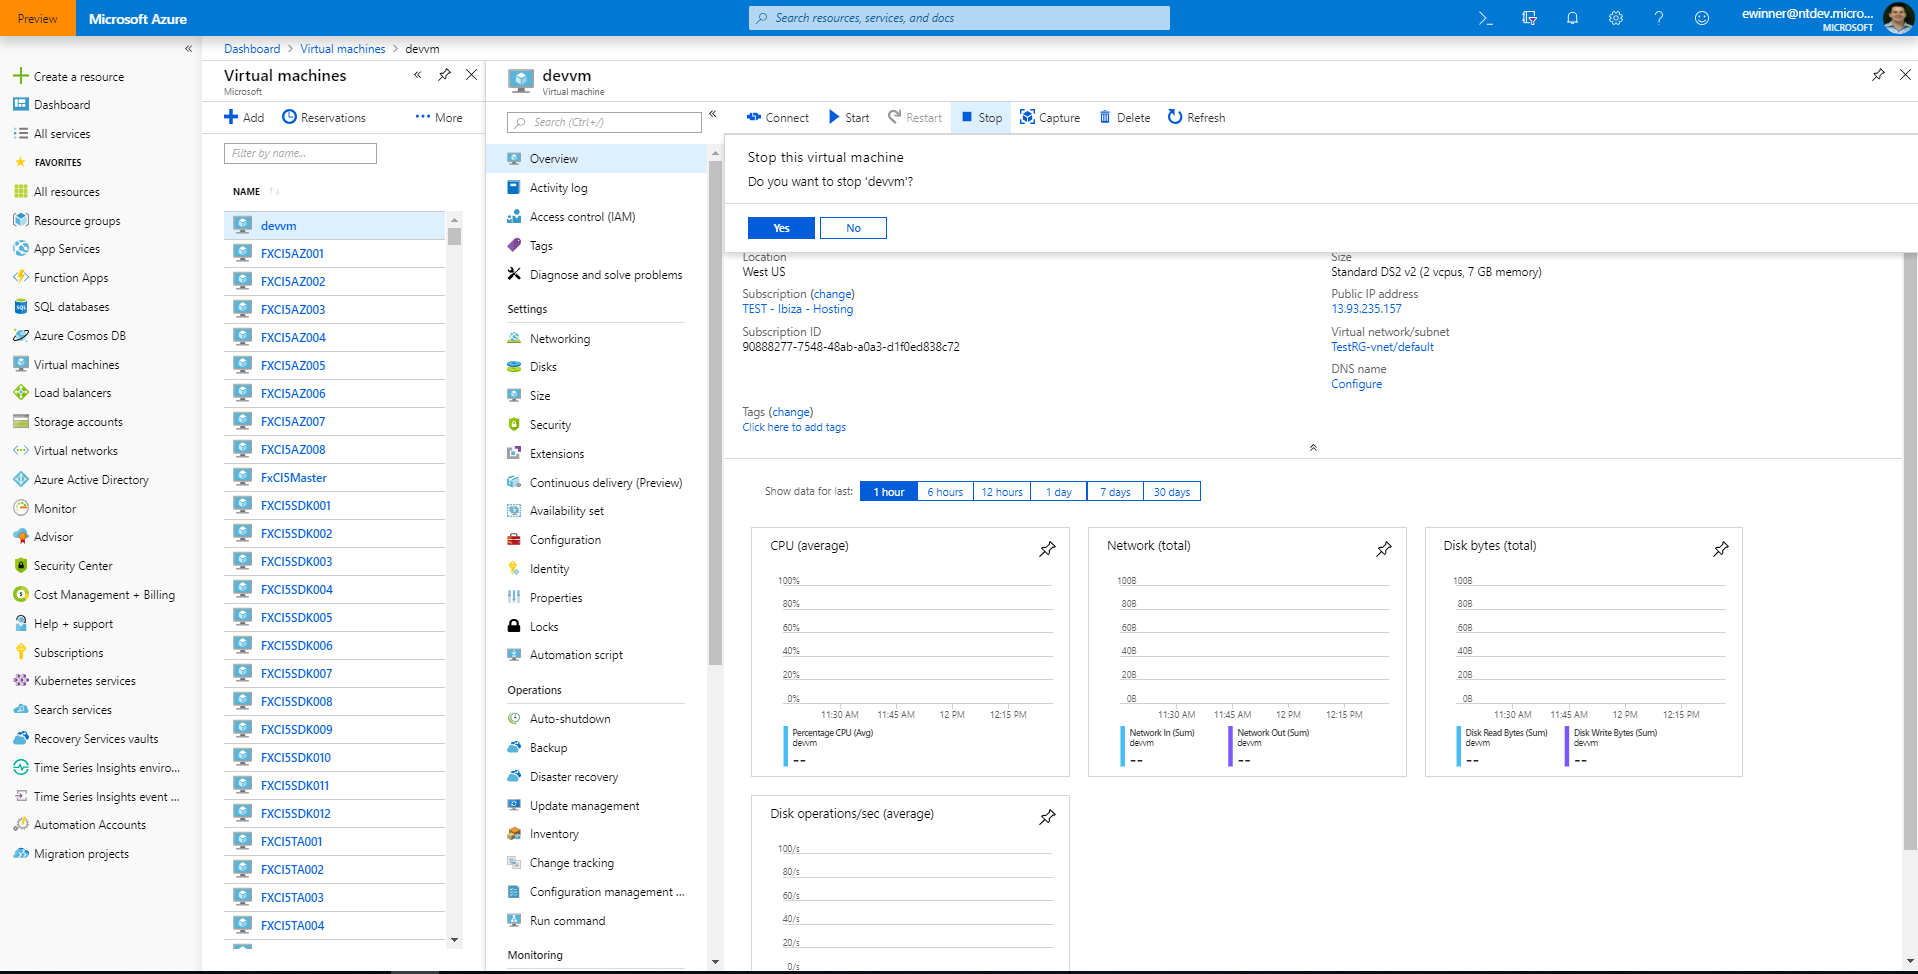 Preview
Microsoft Azure
Search resources, services, and docs
ewinner@ntdev.micro...
MICROSOFT
Create a resource
Dashboard
All services
FAVORITES
All resources
Resource groups
App Services
Function Apps
SQL databases
Azure Cosmos DB
Virtual machines
Load balancers
Storage accounts
Virtual networks
Azure Active Directory
Monitor
Advisor
Security Center
Cost Management + Billing
Help + support
Subscriptions
Kubernetes services
Search services
Recovery Services vaults
Time Series Insights enviro...
Time Series Insights event ...
Automation Accounts
Migration projects
Dashboard > Virtual machines > devvm
Virtual machines
Microsoft
Add
Reservations
More
Filter by name...
NAME
devvm
FXCI5AZ001
FXCI5AZ002
FXCI5AZ003
FXCI5AZ004
FXCI5AZ005
FXCI5AZ006
FXCI5AZ007
FXCI5AZ008
FxCI5Master
FXCI5SDK001
FXCI5SDK002
FXCI5SDK003
FXCI5SDK004
FXCI5SDK005
FXCI5SDK006
FXCI5SDK007
FXCI5SDK008
FXCI5SDK009
FXCI5SDK010
FXCI5SDK011
FXCI5SDK012
FXCI5TA001
FXCI5TA002
FXCI5TA003
FXCI5TA004
devvm
Virtual machine
Search (Ctrl+/)
Overview
Activity log
Access control (IAM)
Tags
Diagnose and solve problems
Settings
Networking
Disks
Size
Security
Extensions
Continuous delivery (Preview)
Availability set
Configuration
Identity
Properties
Locks
Automation script
Operations
Auto-shutdown
Backup
Disaster recovery
Update management
Inventory
Change tracking
Configuration management ...
Run command
Monitoring
Connect
Start
Restart
Stop
Capture
Delete
Refresh
Stop this virtual machine
Do you want to stop 'devvm'?
Yes
No
Location
West US
Subscription (change)
TEST - Ibiza - Hosting
Subscription ID
90888277-7548-48ab-a0a3-d1f0ed838c72
Size
Standard DS2 v2 (2 vcpus, 7 GB memory)
Public IP address
13.93.235.157
Virtual network/subnet
TestRG-vnet/default
DNS name
Configure
Tags (change)
Click here to add tags
Show data for last:
1 hour
6 hours
12 hours
1 day
7 days
30 days
CPU (average)
100%
80%
60%
40%
20%
0%
11:30 AM
11:45 AM
12 PM
12:15 PM
Percentage CPU (Avg)
devvm
--
Network (total)
100B
80B
60B
40B
20B
0B
11:30 AM
11:45 AM
12 PM
12:15 PM
Network In (Sum)
devvm
--
Network Out (Sum)
devvm
--
Disk bytes (total)
100B
80B
60B
40B
20B
0B
11:30 AM
11:45 AM
12 PM
12:15 PM
Disk Read Bytes (Sum)
devvm
--
Disk Write Bytes (Sum)
devvm
--
Disk operations/sec (average)
100/s
80/s
60/s
40/s
20/s
0/s